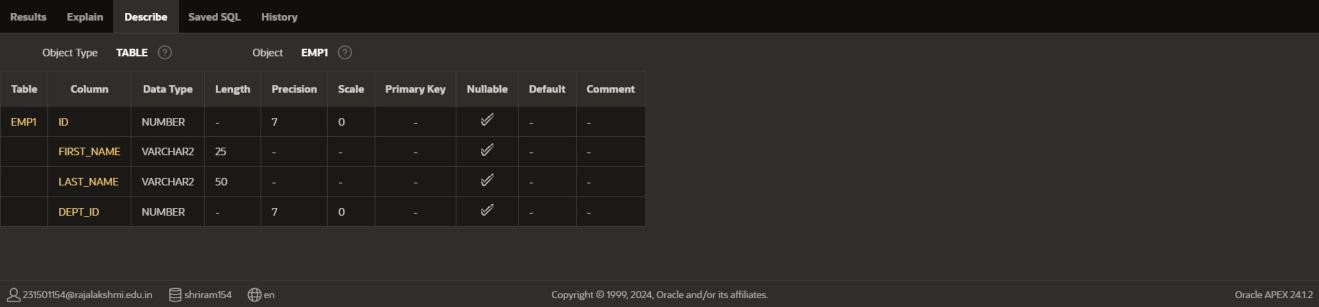 Results Explain Describe Saved SQL History
Object Type TABLE ? Object EMP1 ?
Table Column Data Type Length Precision Scale Primary Key Nullable Default Comment
EMP1 ID NUMBER - 7 0 - - -
FIRST_NAME VARCHAR2 25 - - - - -
LAST_NAME VARCHAR2 50 - - - - -
DEPT_ID NUMBER - 7 0 - - -
231501154@rajalakshmi.edu.in shriram154 en Copyright © 1999, 2024, Oracle and/or its affiliates. Oracle APEX 24.1.2